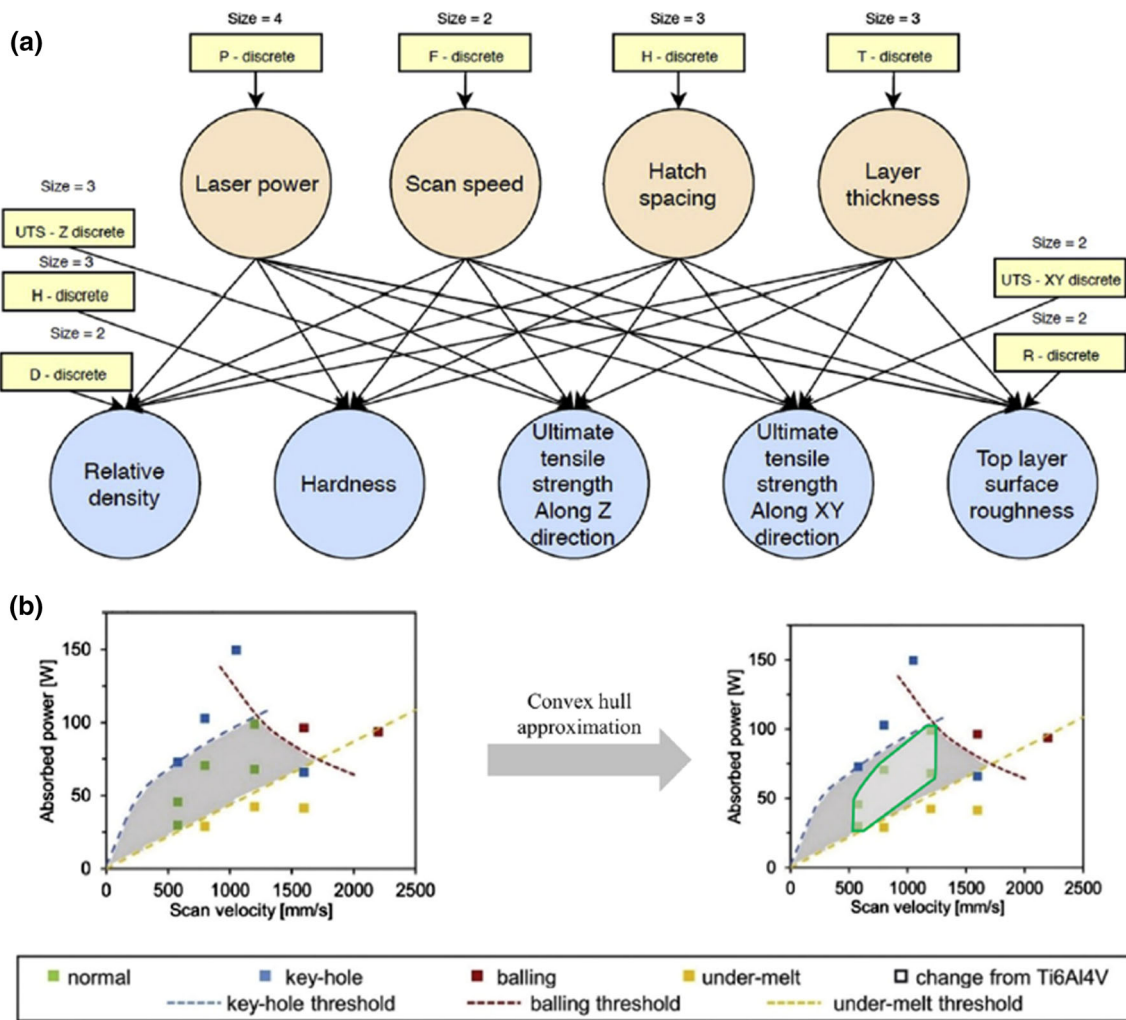 (a)
Size = 4
Size = 2
Size = 3
Size = 3
P - discrete
F - discrete
H - discrete
T - discrete
Laser power
Scan speed
Hatch
spacing
Layer
thickness
Size = 3
UTS - Z discrete
Size = 3
H - discrete
Size = 2
D - discrete
Size = 2
UTS - XY discrete
Size = 2
R - discrete
Relative
density
Hardness
Ultimate
tensile
strength
Along Z
direction
Ultimate
tensile
strength
Along XY
direction
Top layer
surface
roughness
(b)
Absorbed power [W]
150
100
50
0
0
500
1000
1500
2000
2500
Scan velocity [mm/s]
Convex hull
approximation
Absorbed power [W]
150
100
50
0
0
500
1000
1500
2000
2500
Scan velocity [mm/s]
normal
key-hole
balling
under-melt
change from Ti6Al4V
key-hole threshold
balling threshold
under-melt threshold